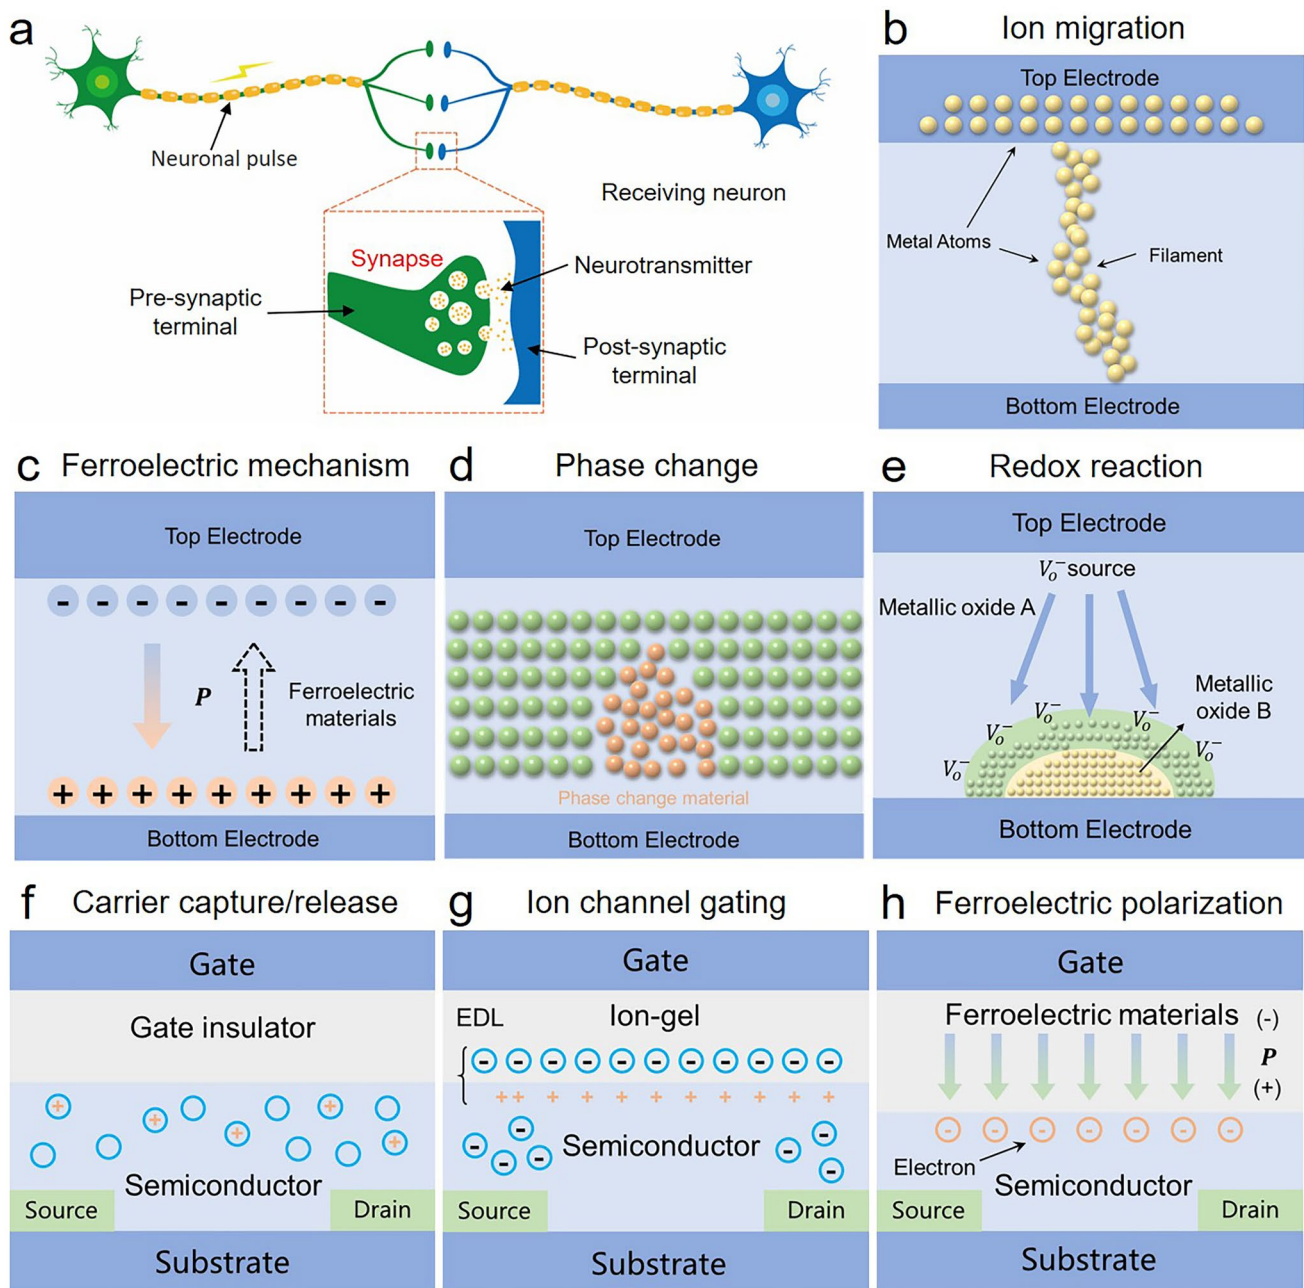 a
Neuronal pulse
Receiving neuron
Synapse
Neurotransmitter
Pre-synaptic
terminal
Post-synaptic
terminal
b Ion migration
Top Electrode
Metal Atoms
Filament
Bottom Electrode
c Ferroelectric mechanism
Top Electrode
- - - - - - - - -
P
Ferroelectric
materials
+ + + + + + + + +
Bottom Electrode
d Phase change
Top Electrode
Phase change material
Bottom Electrode
e Redox reaction
Top Electrode
V_o^- source
Metallic oxide A
Metallic
oxide B
V_o^-
V_o^-
V_o^-
V_o^-
V_o^-
Bottom Electrode
f Carrier capture/release
Gate
Gate insulator
+ + + + +
Semiconductor
Source
Drain
Substrate
g Ion channel gating
Gate
EDL
Ion-gel
- - - - - - - - - -
+ + + + + + + + + +
- - - - - - -
Semiconductor
Source
Drain
Substrate
h Ferroelectric polarization
Gate
Ferroelectric materials (-)
P
(+)
- - - - - - -
Electron
Semiconductor
Source
Drain
Substrate